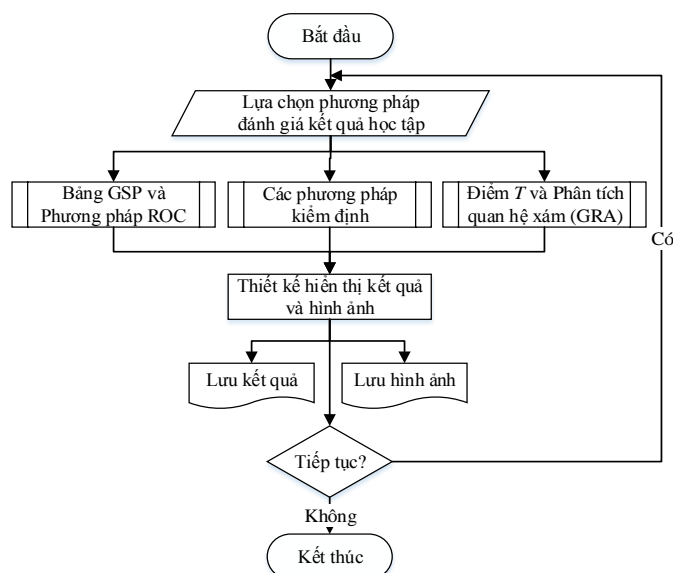 Bắt đầu
Lựa chọn phương pháp
đánh giá kết quả học tập
Bảng GSP và
Phương pháp ROC
Các phương pháp
kiểm định
Điểm T và Phân tích
quan hệ xám (GRA)
Có
Thiết kế hiển thị kết quả
và hình ảnh
Lưu kết quả
Lưu hình ảnh
Tiếp tục?
Không
Kết thúc